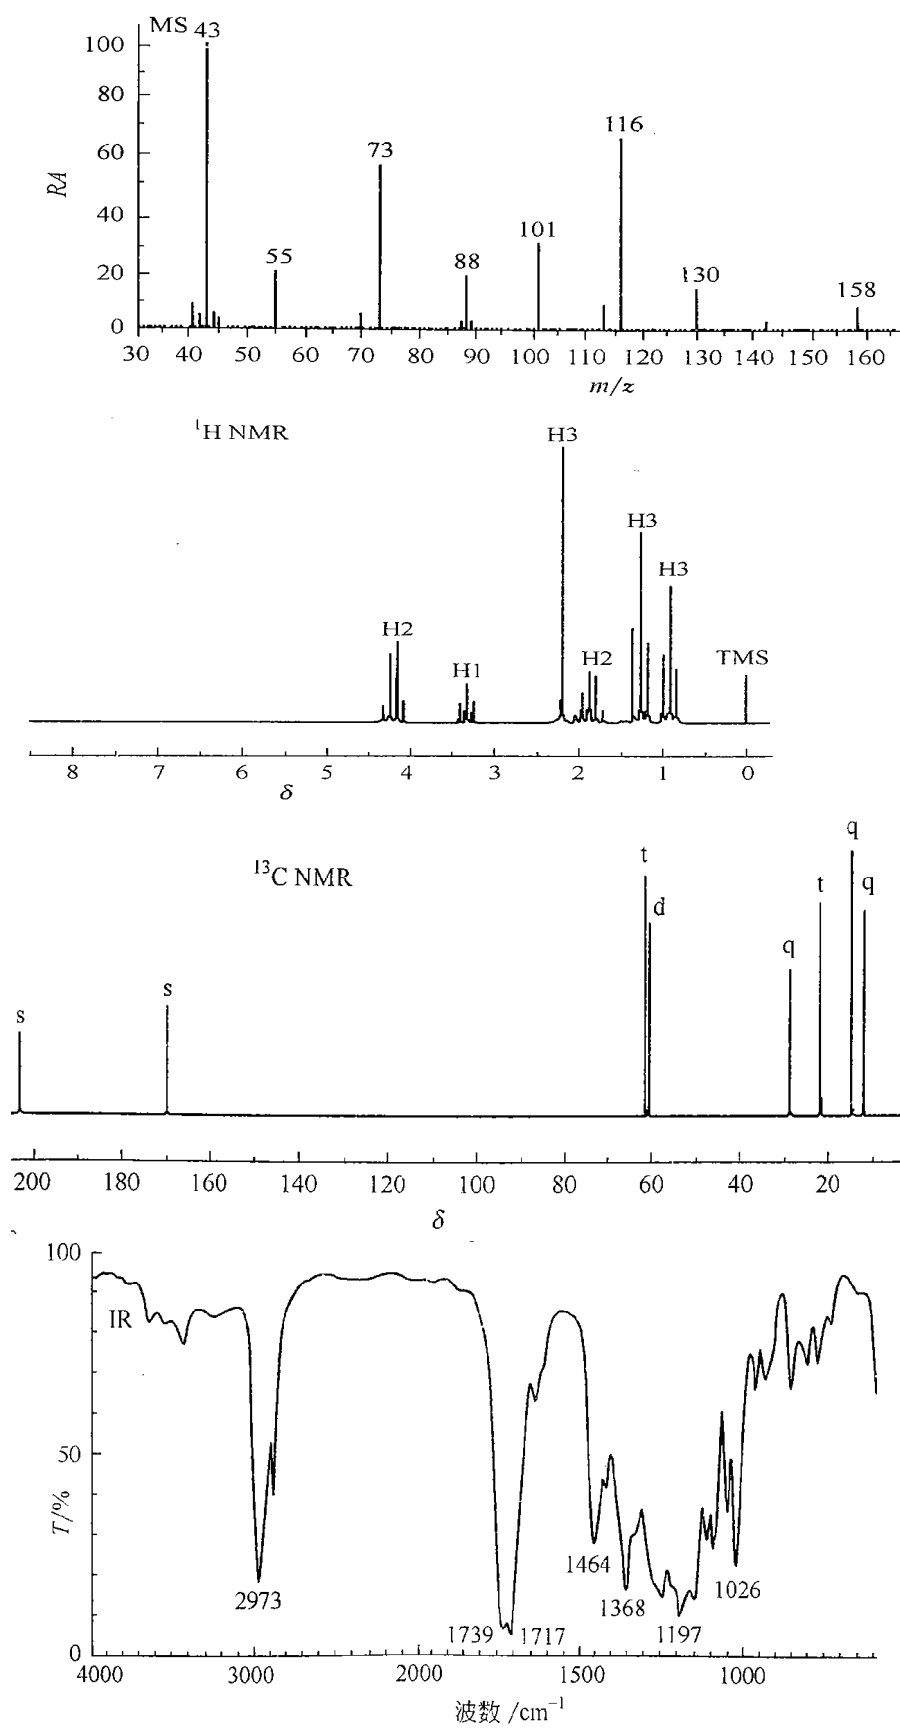 MS 43
100
80
60
40
20
10
0
RA
55
73
88
101
116
130
158
30 40 50 60 70 80 90 100 110 120 130 140 150 160
m/z
¹H NMR
H3
H3
H3
H2
H1
H2
TMS
8 7 6 5 4 3 2 1 0
δ
¹³C NMR
s
s
t
d
q
t
q
q
200 180 160 140 120 100 80 60 40 20
δ
100
IR
50
T/%
0
2973
1739
1717
1464
1368
1197
1026
4000 3000 2000 1500 1000
波数 /cm⁻¹